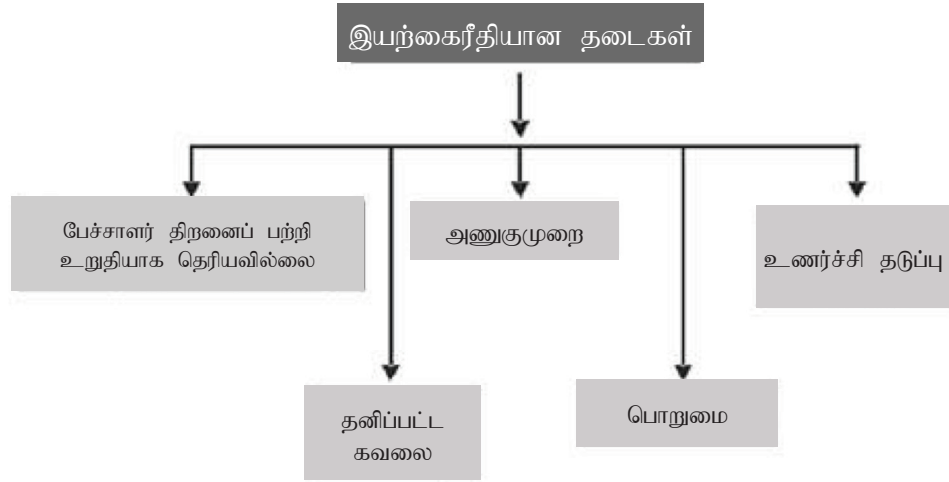 இயற்கைரீதியான தடைகள்
பேச்சாளர் திறனைப் பற்றி
உறுதியாக தெரியவில்லை
அணுகுமுறை
உணர்ச்சி தடுப்பு
தனிப்பட்ட
கவலை
பொறுமை